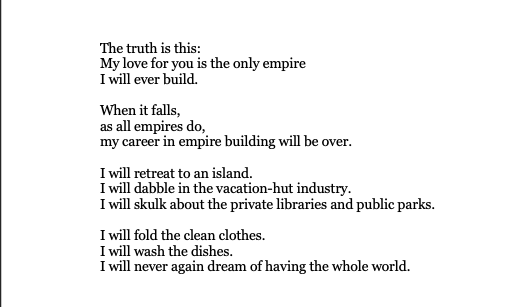 The truth is this:
My love for you is the only empire
I will ever build.
When it falls,
as all empires do,
my career in empire building will be over.
I will retreat to an island.
I will dabble in the vacation-hut industry.
I will skulk about the private libraries and public parks.
I will fold the clean clothes.
I will wash the dishes.
I will never again dream of having the whole world.